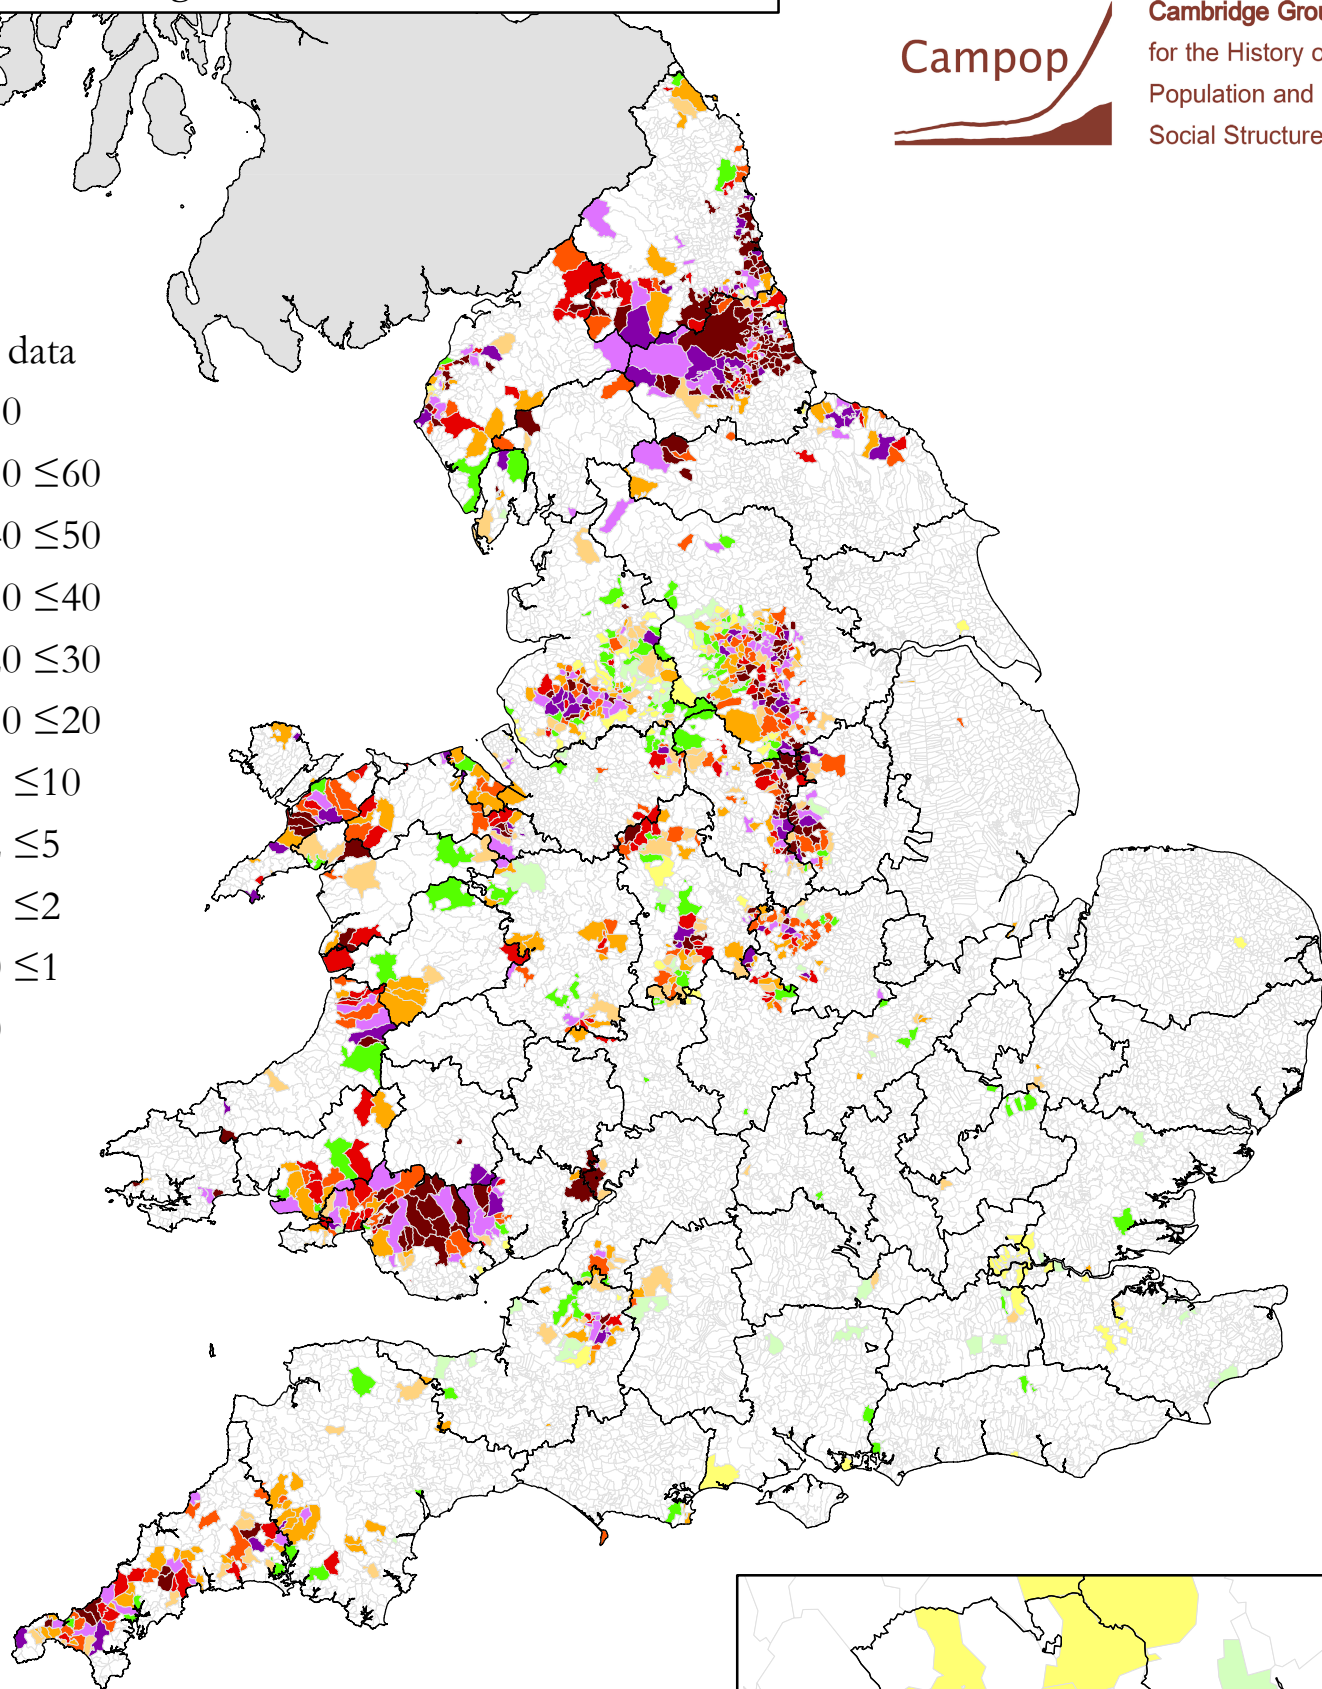 Campop
Cambridge Grou
for the History o
Population and
Social Structure
data
0
0 ≤60
0 ≤50
0 ≤40
0 ≤30
0 ≤20
≤10
≤5
≤2
≤1